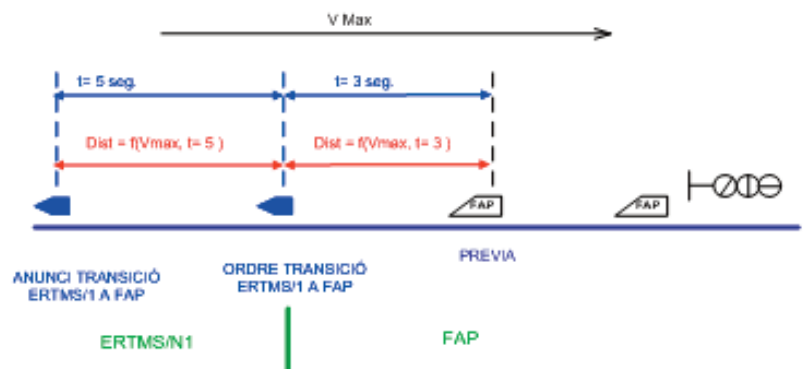 V Max
t= 5 seg.
t= 3 seg.
Dist = f(Vmax, t= 5 )
Dist = f(Vmax, t= 3 )
FAP
FAP
PREVIA
ANUNCI TRANSICIÓ
ERTMS/1 A FAP
ORDRE TRANSICIÓ
ERTMS/1 A FAP
ERTMS/N1
FAP